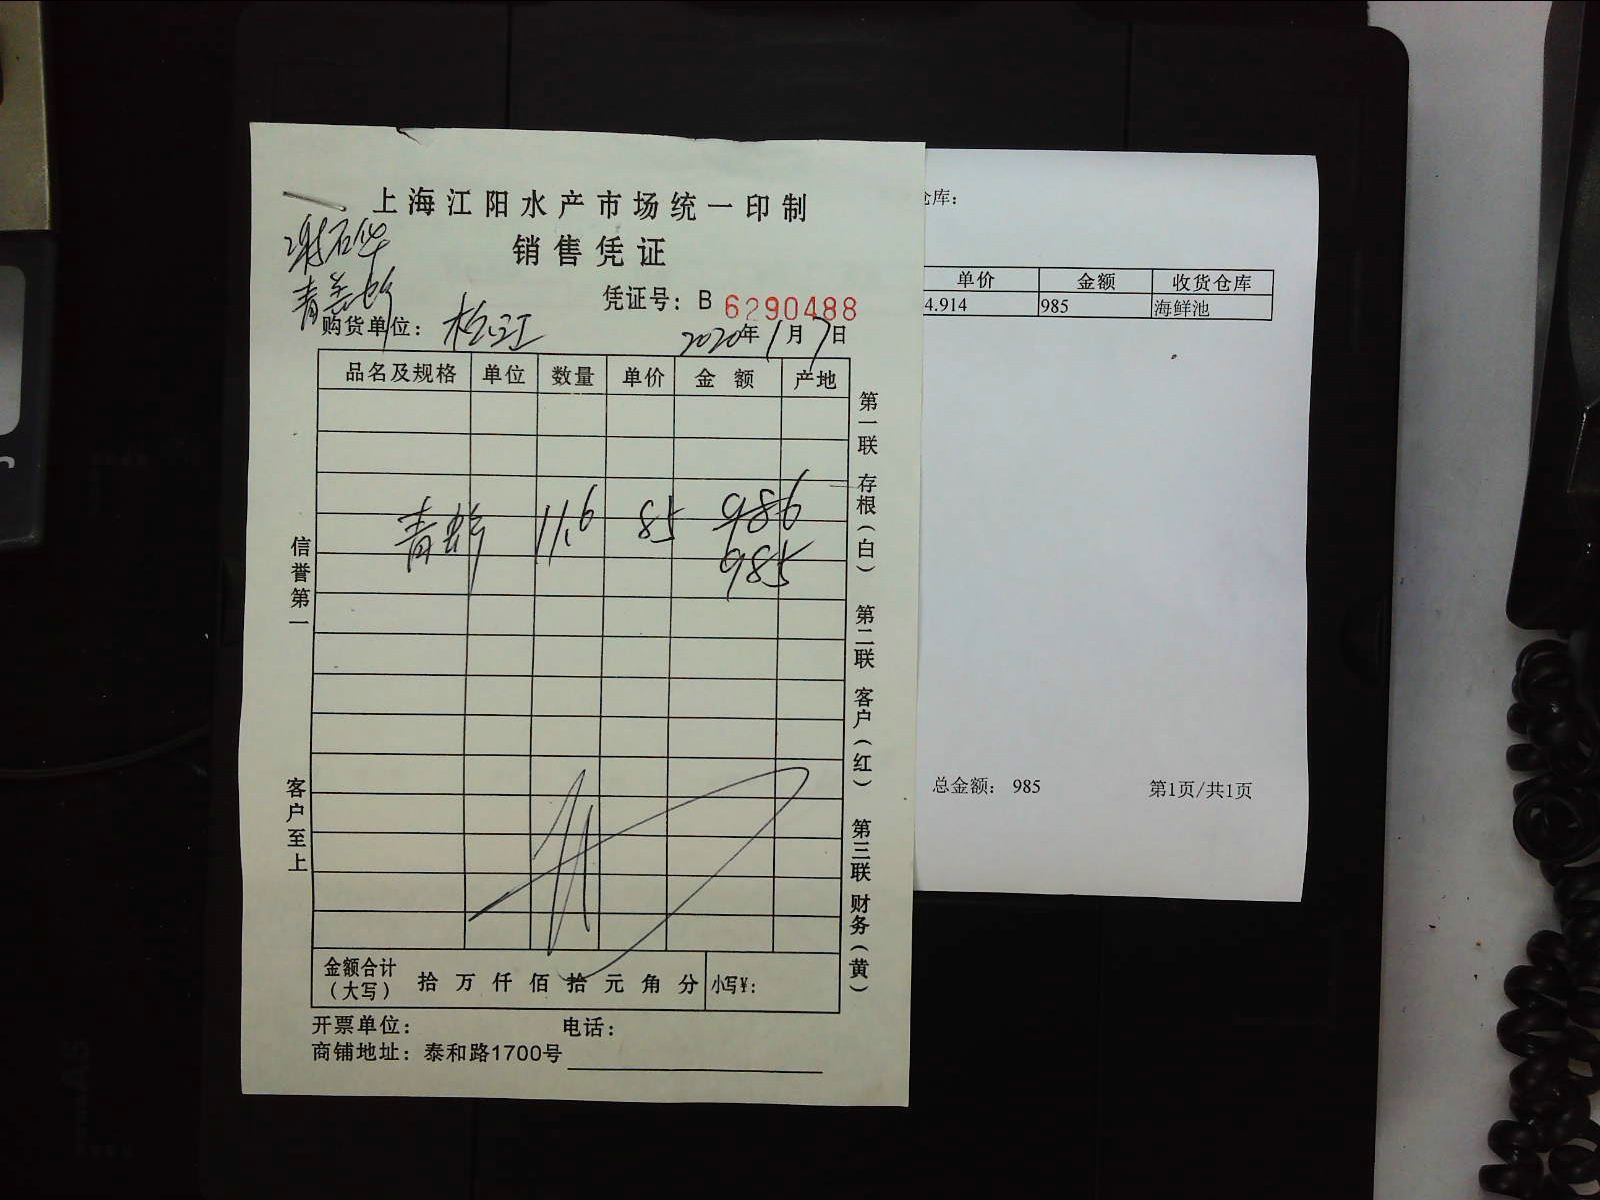 上海江阳水产市场统一印制
销售凭证
谢石华
凭证号：B 6290488
购货单位：松江 2020年1月7日
品名及规格 单位 数量 单价 金额 产地
青虾 11.6 85 986
985
信誉第一
客户至上
第一联 存根（白） 第二联 客户（红） 第三联 财务（黄）
金额合计（大写） 拾 万 仟 佰 拾 元 角 分 小写¥：
开票单位： 电话：
商铺地址：泰和路1700号
仓库：
单价 金额 收货仓库
4.914 985 海鲜池
总金额： 985 第1页/共1页